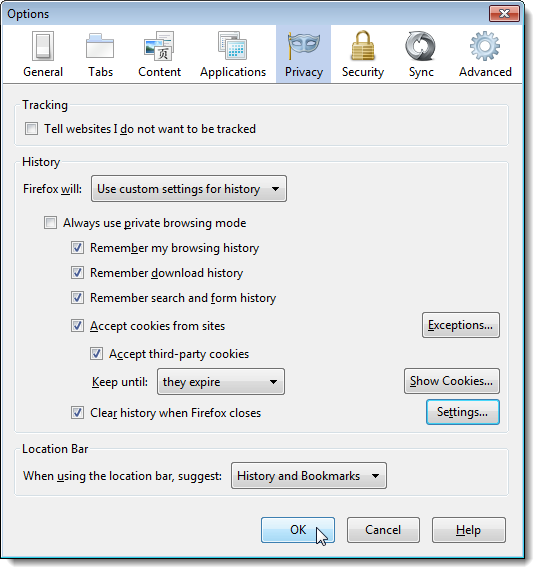 Options
General Tabs Content Applications Privacy Security Sync Advanced
Tracking
Tell websites I do not want to be tracked
History
Firefox will: Use custom settings for history
Always use private browsing mode
Remember my browsing history
Remember download history
Remember search and form history
Accept cookies from sites Exceptions...
Accept third-party cookies
Keep until: they expire Show Cookies...
Clear history when Firefox closes Settings...
Location Bar
When using the location bar, suggest: History and Bookmarks
OK Cancel Help